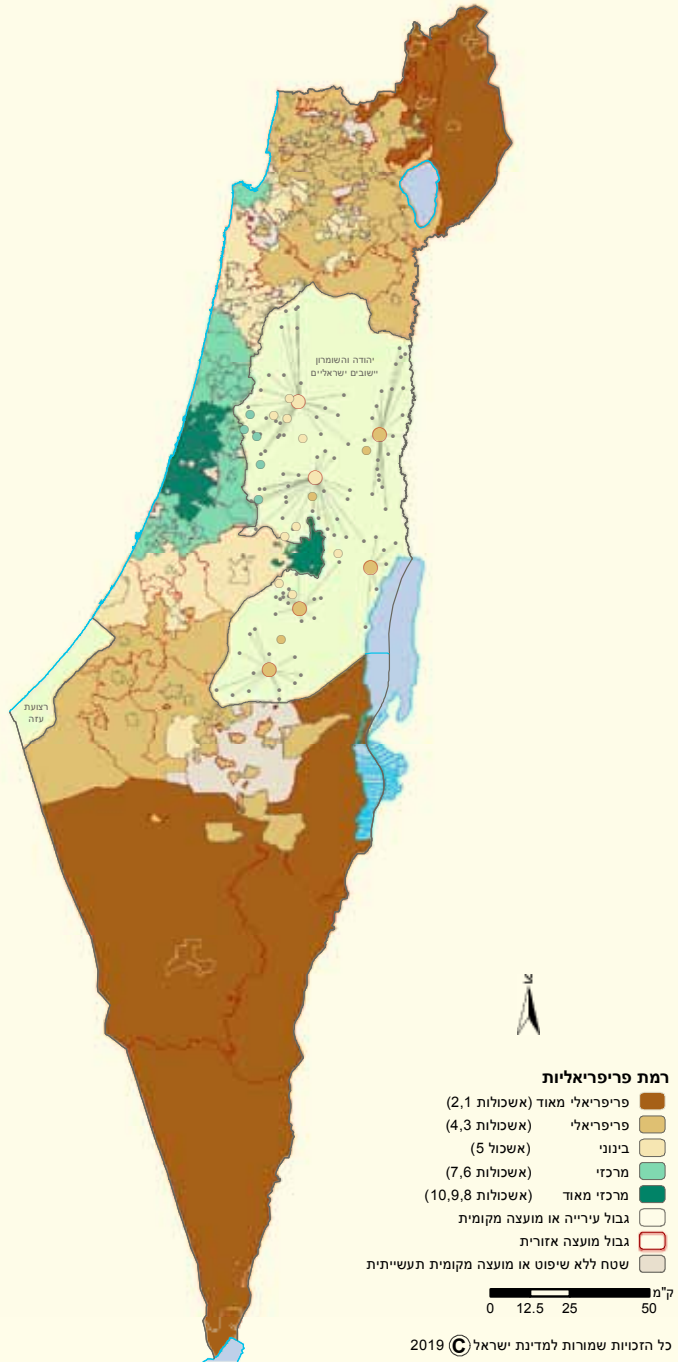 יהודה והשומרון
יישובים ישראליים
רצועת
עזה
צ
רמת פריפריאליות
פריפריאלי מאוד (אשכולות 2,1)
פריפריאלי (אשכולות 4,3)
בינוני (אשכול 5)
מרכזי (אשכולות 7,6)
מרכזי מאוד (אשכולות 10,9,8)
גבול עירייה או מועצה מקומית
גבול מועצה אזורית
שטח ללא שיפוט או מועצה מקומית תעשייתית
ק"מ
0 12.5 25 50
כל הזכויות שמורות למדינת ישראל © 2019